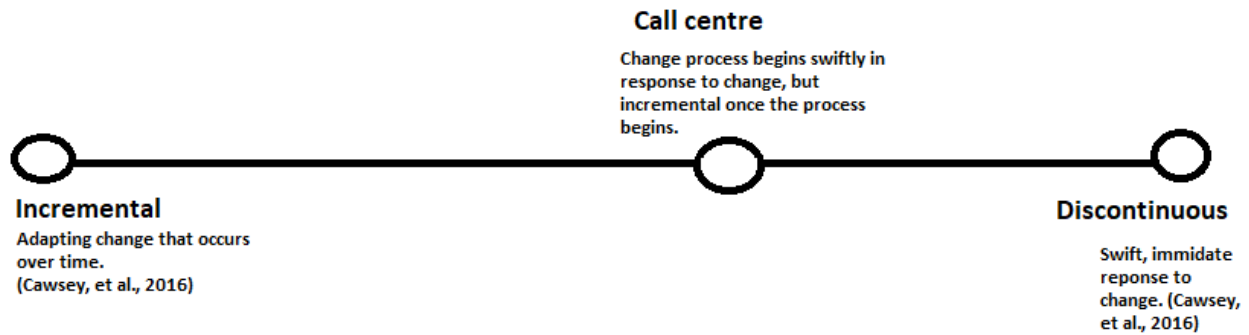 Call centre
Change process begins swiftly in
response to change, but
incremental once the process
begins.
Incremental
Adapting change that occurs
over time.
(Cawsey, et al., 2016)
Discontinuous
Swift, immidate
reponse to
change. (Cawsey,
et al., 2016)